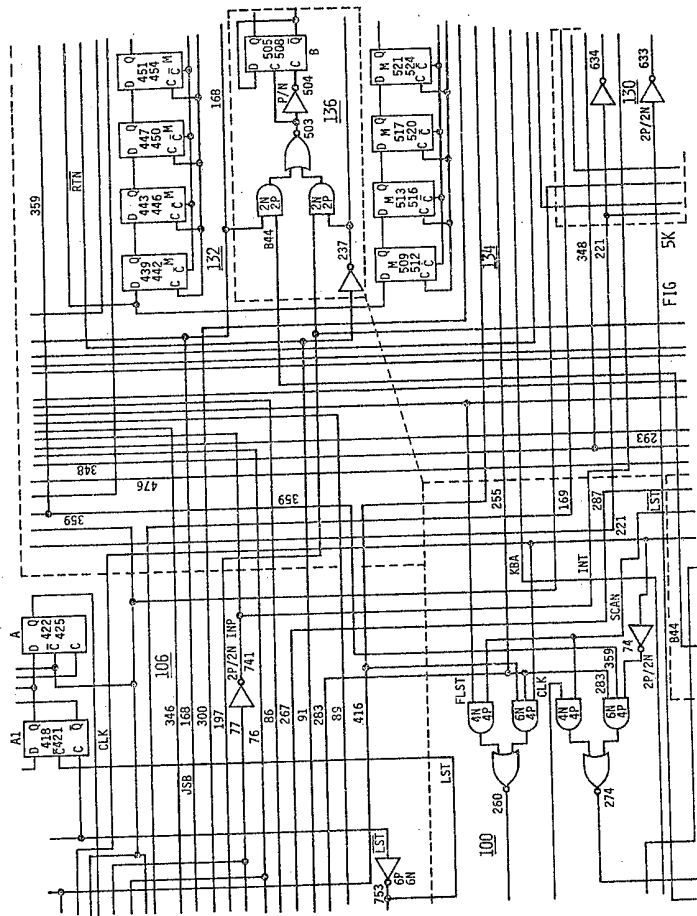 A1
D Q
418
C̄421
C Q̄
A
D Q
422
C̄ 425
C
CLK
106
359
359
348
476
359
RTN
D Q
451
454
C C̄ M
D Q
447
450
C C̄ M
D Q
443
446
C C̄ M
D Q
439
442
C C̄ M
132
168
D Q
505
508
C C̄ Q̄
B
P/N
504
503
136
2N
2P
B44
2N
2P
237
D M Q
521
524
C C̄
D M Q
517
520
C C̄
D M Q
513
516
C C̄
D M Q
509
512
C C̄
134
346
168
JSB
300
197
2P/2N INP
741
77
76
86
267
91
283
89
416
LST
LST
753
6P
6N
FLST
4N
4P
6N
4P
260
100
CLK
4N
4P
6N
4P
283
359
274
74
2P/2N
SCAN
255
KBA
INT
169
287
221
LST
293
B44
348
221
634
130
2P/2N
633
FIG 5K